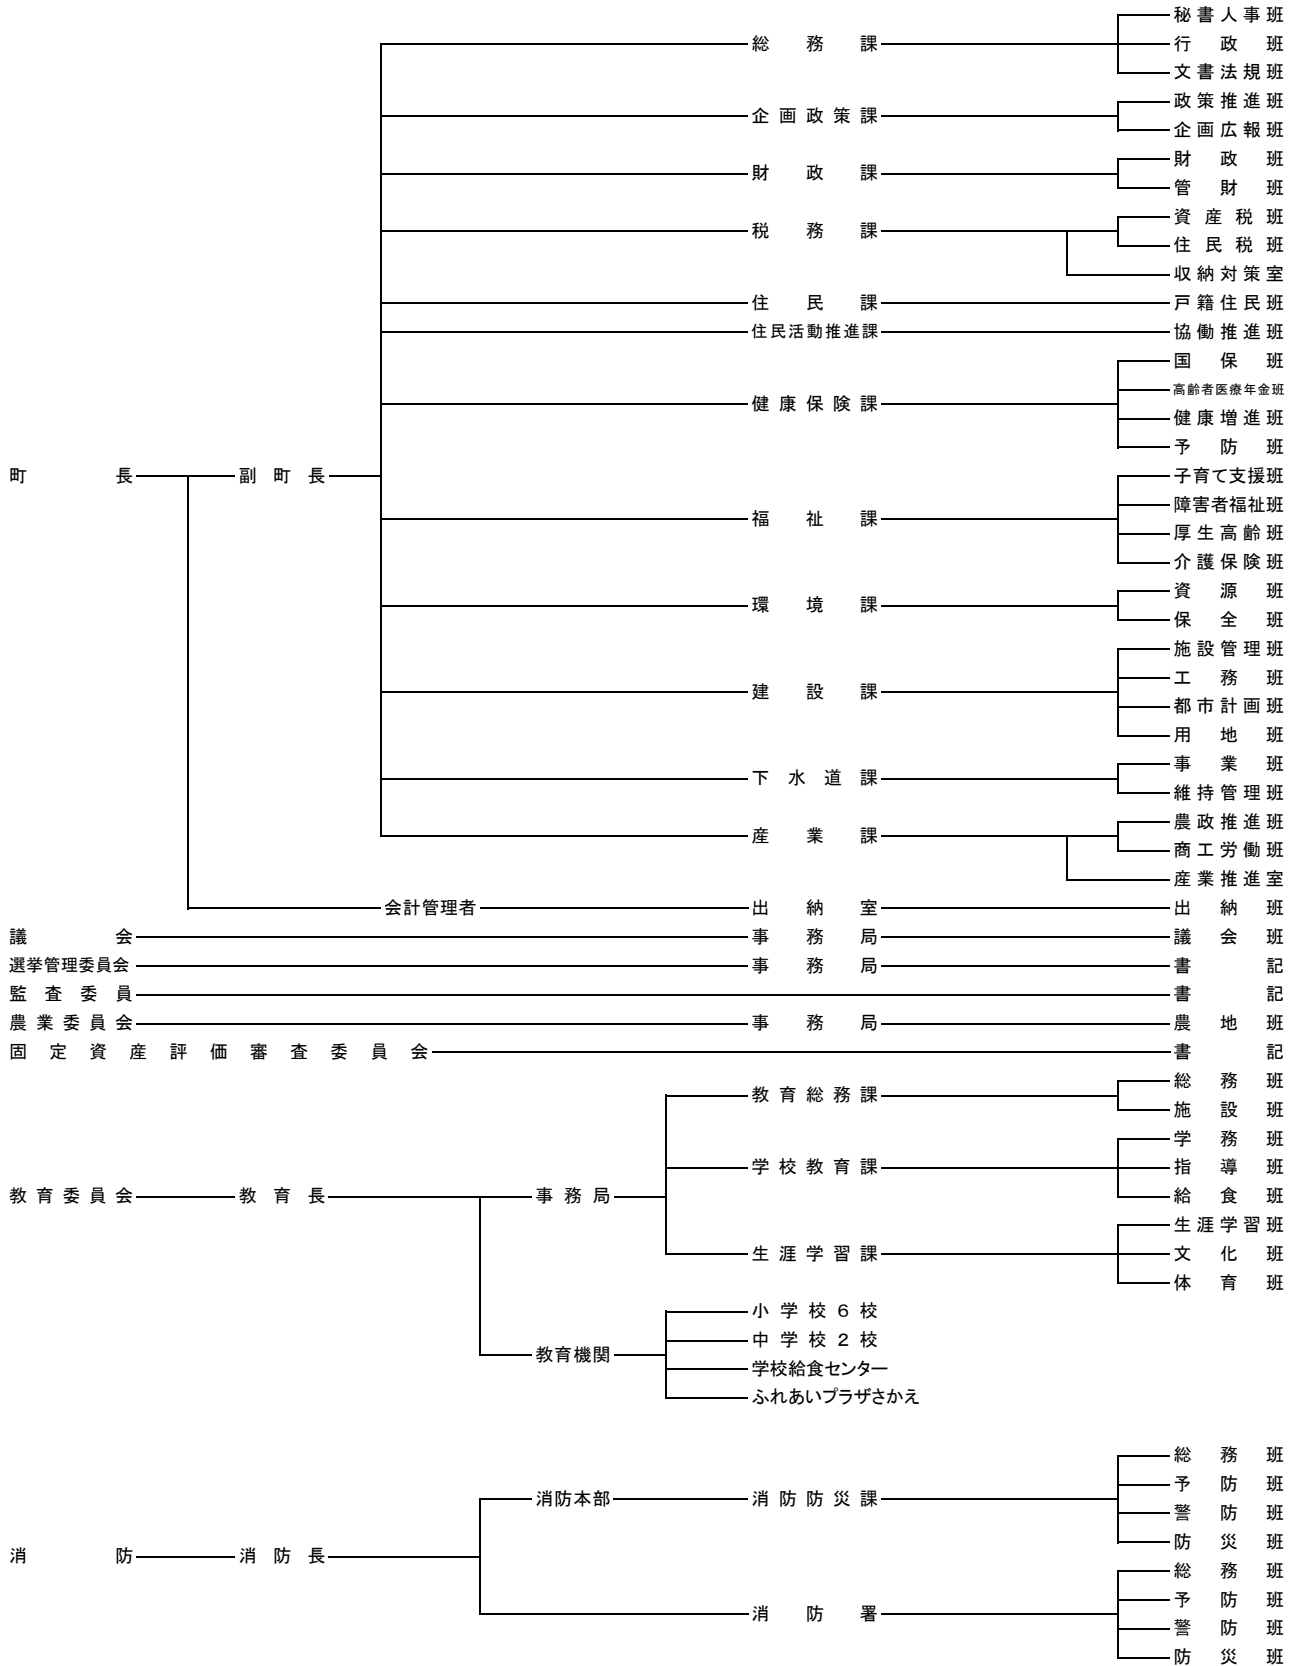 秘書人事班
総務課 行政班
文書法規班
政策推進班
企画政策課
企画広報班
財政班
財政課
管財班
資産税班
税務課
住民税班
収納対策室
住民課 戸籍住民班
住民活動推進課 協働推進班
国保班
高齢者医療年金班
健康保険課
健康増進班
予防班
町長 副町長 子育て支援班
障害者福祉班
福祉課
厚生高齢班
介護保険班
資源班
環境課
保全班
施設管理班
工務班
建設課
都市計画班
用地班
事業班
下水道課
維持管理班
農政推進班
産業課
商工労働班
産業推進室
会計管理者 出納室 出納班
議会 事務局 議会班
選挙管理委員会 事務局 書記
監査委員 書記
農業委員会 事務局 農地班
固定資産評価審査委員会 書記
総務班
教育総務課
施設班
学務班
学校教育課 指導班
教育委員会 教育長 事務局 給食班
生涯学習班
生涯学習課 文化班
体育班
小学校6校
中学校2校
教育機関
学校給食センター
ふれあいプラザさかえ
総務班
予防班
消防本部 消防防災課
警防班
防災班
消防 消防長
総務班
予防班
消防署
警防班
防災班